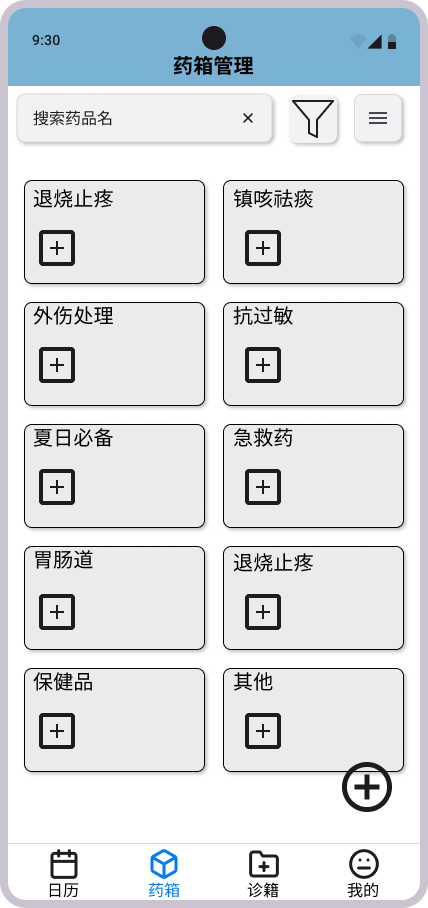 9:30
药箱管理
搜索药品名
退烧止疼
镇咳祛痰
外伤处理
抗过敏
夏日必备
急救药
胃肠道
退烧止疼
保健品
其他
日历
药箱
诊籍
我的